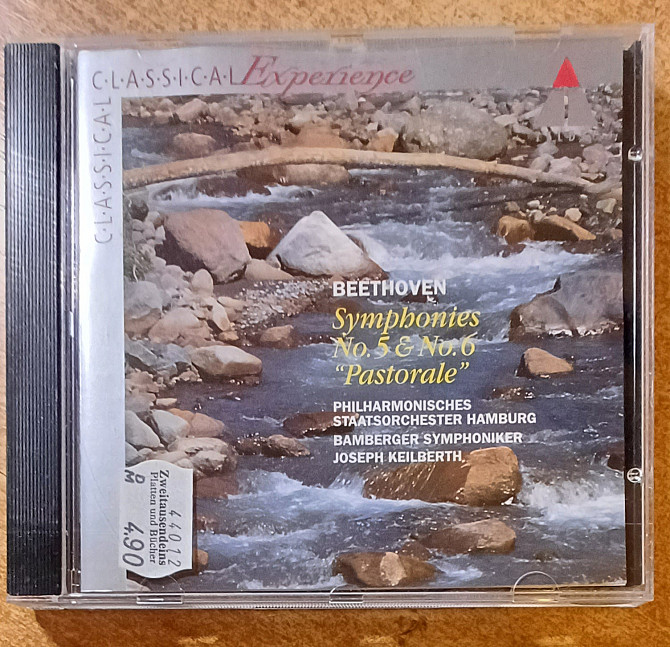 C·L·A·S·S·I·C·A·L Experience
C·L·A·S·S·I·C·A·L
BEETHOVEN
Symphonies
No. 5 & No. 6
“Pastorale”
PHILHARMONISCHES
STAATSORCHESTER HAMBURG
BAMBERGER SYMPHONIKER
JOSEPH KEILBERTH
44012
Zweitausendeins
Platten und Bücher
DM 4.90